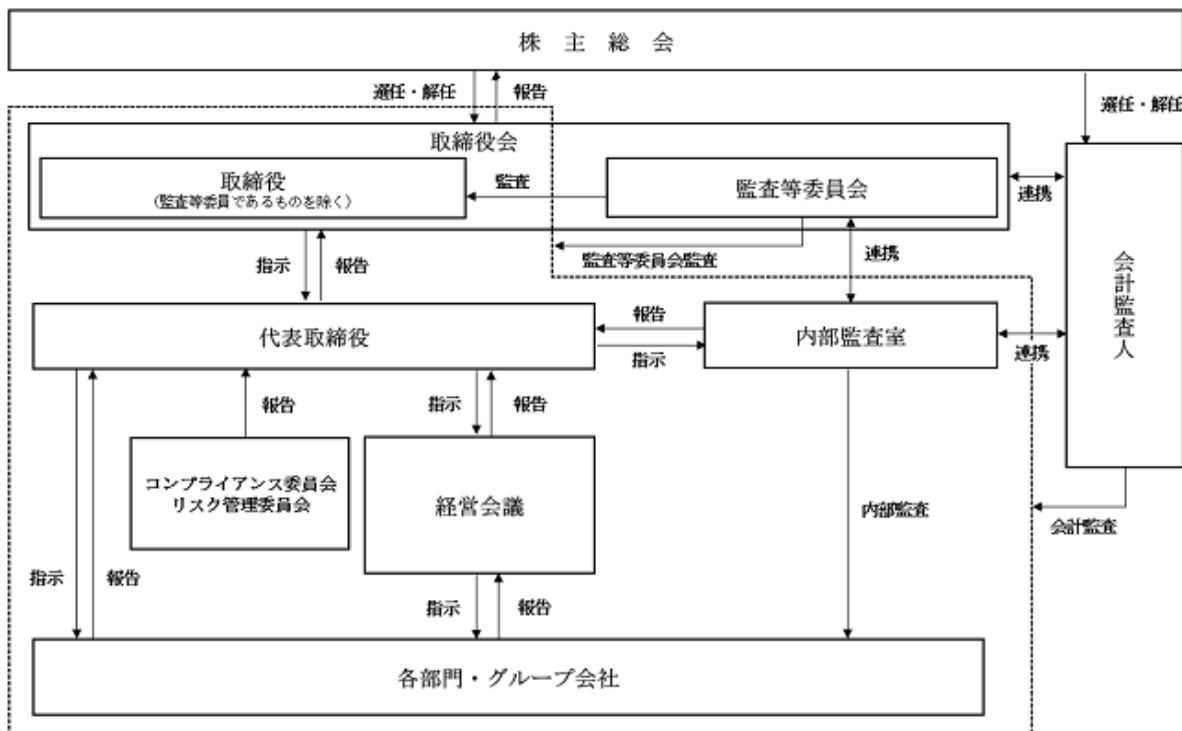 株 主 総 会
選任・解任
報告
選任・解任
取締役会
取締役
（監査等委員であるものを除く）
監査
監査等委員会
連携
監査等委員会監査
連携
指示
報告
会計監査人
代表取締役
報告
指示
内部監査室
連携
報告
指示
報告
コンプライアンス委員会
リスク管理委員会
経営会議
内部監査
会計監査
指示
報告
指示
報告
各部門・グループ会社